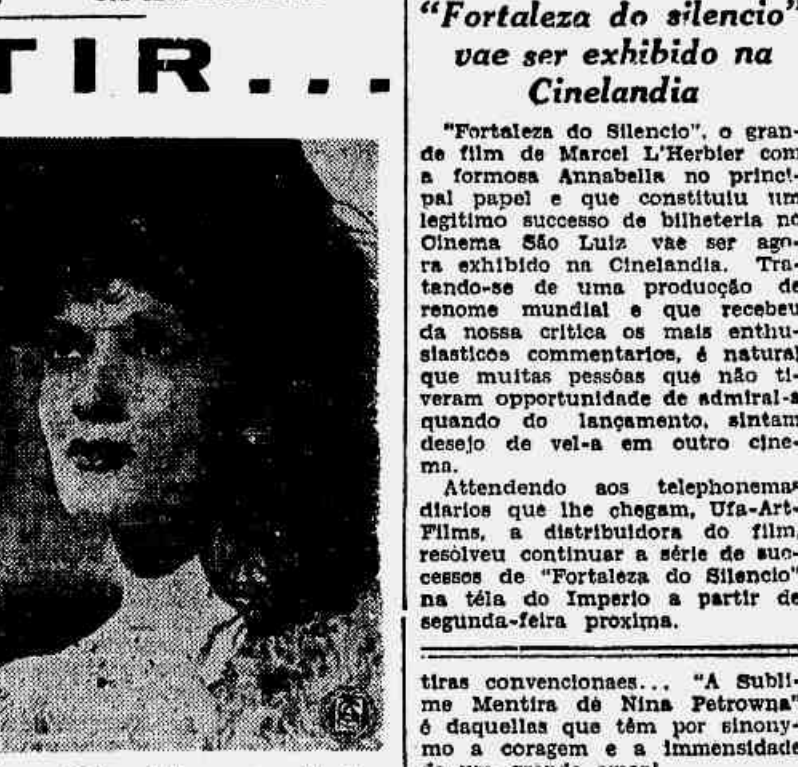 TIR...
"Fortaleza do silencio"
vae ser exhibido na
Cinelandia
"Fortaleza do Silencio", o gran-
de film de Marcel L'Herbier com
a formosa Annabella no princi-
pal papel e que constituiu um
legitimo successo de bilheteria no
Cinema São Luiz vae ser ago-
ra exhibido na Cinelandia. Tra-
tando-se de uma producção de
renome mundial e que recebeu
da nossa critica os mais enthu-
siasticos commentarios, é natural
que muitas pessôas que não ti-
veram opportunidade de admiral-a
quando do lançamento, sintam
desejo de vel-a em outro cine-
ma.
Attendendo aos telephonemas
diarios que lhe chegam, Ufa-Art-
Films, a distribuidora do film,
resolveu continuar a série de suc-
cessos de "Fortaleza do Silencio"
na téla do Imperio a partir de
segunda-feira proxima.
tiras convencionaes... "A Subli-
me Mentira de Nina Petrowna"
é daquellas que têm por sinony-
mo a coragem e a immensidade